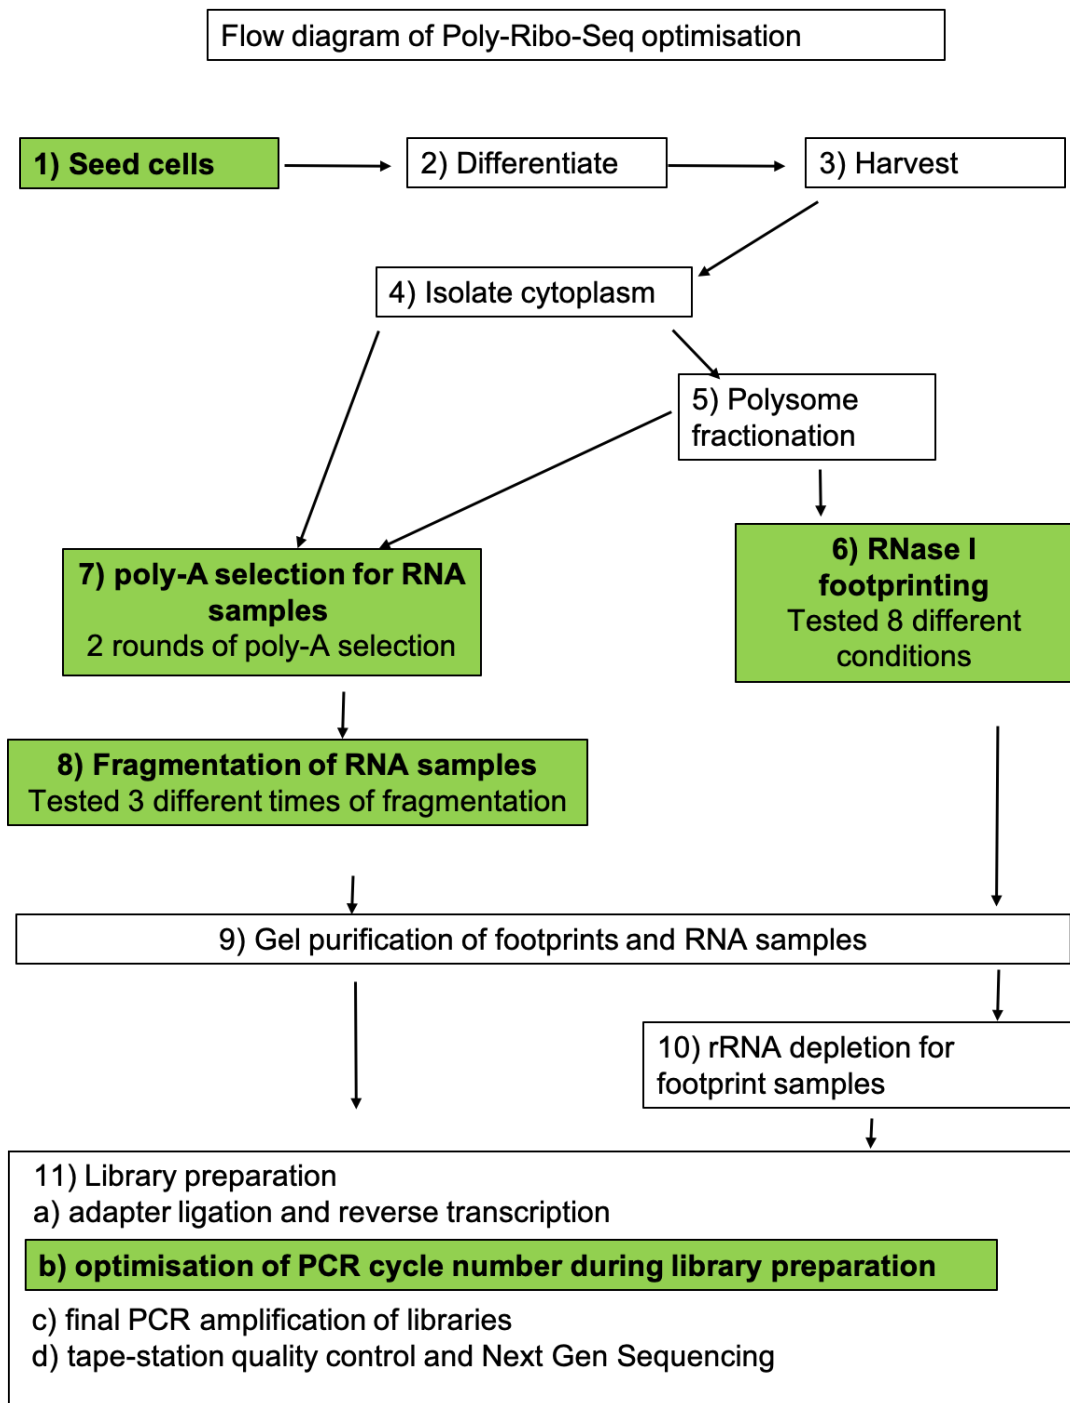 Flow diagram of Poly-Ribo-Seq optimisation
1) Seed cells
2) Differentiate
3) Harvest
4) Isolate cytoplasm
5) Polysome
fractionation
6) RNase I
footprinting
Tested 8 different
conditions
7) poly-A selection for RNA
samples
2 rounds of poly-A selection
8) Fragmentation of RNA samples
Tested 3 different times of fragmentation
9) Gel purification of footprints and RNA samples
10) rRNA depletion for
footprint samples
11) Library preparation
a) adapter ligation and reverse transcription
b) optimisation of PCR cycle number during library preparation
c) final PCR amplification of libraries
d) tape-station quality control and Next Gen Sequencing